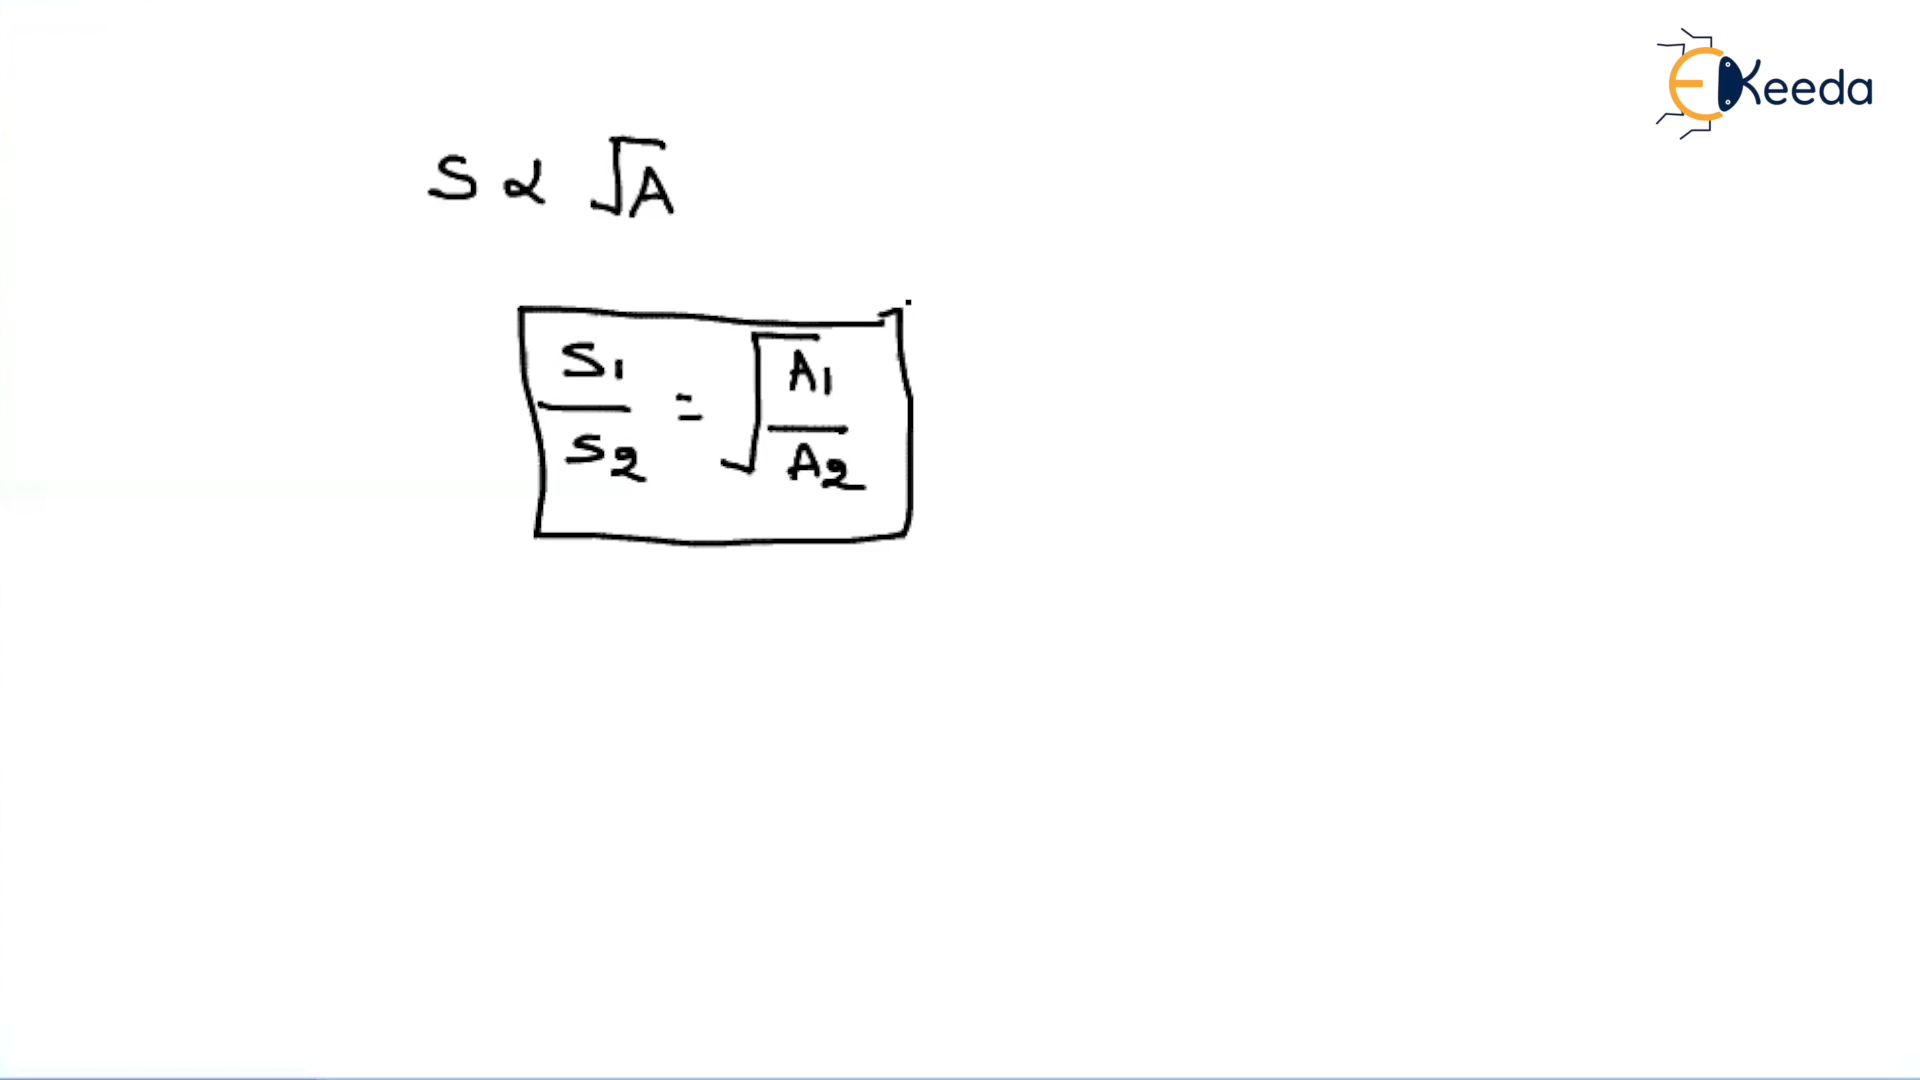 EKeeda
S ∝ √A
S1/S2 = √(A1/A2)